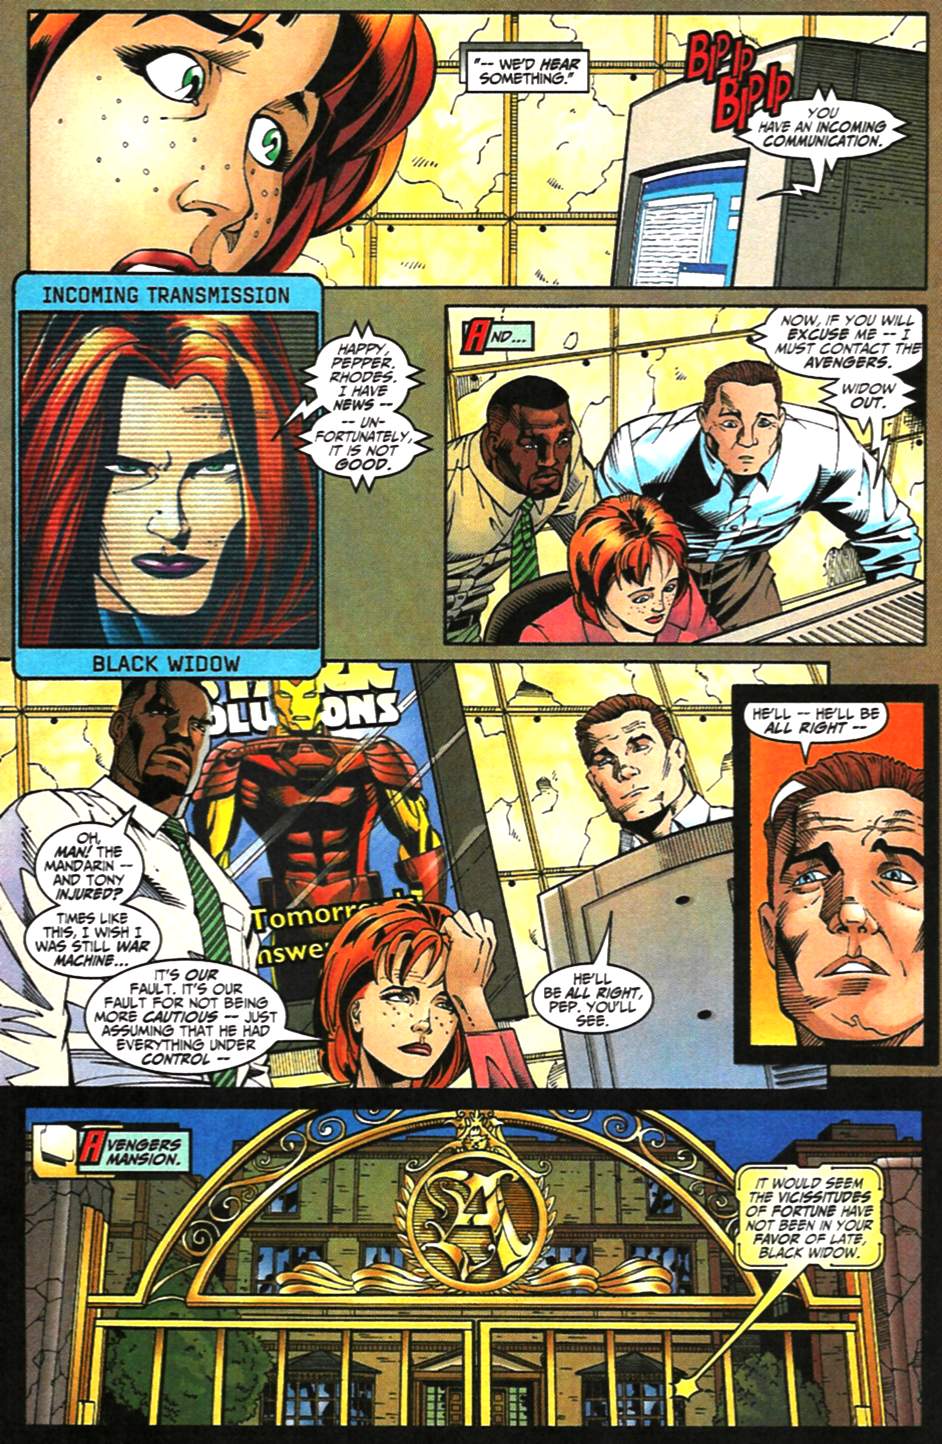 "-- WE'D HEAR
SOMETHING."
BIP IP
BIP IP
YOU
HAVE AN INCOMING
COMMUNICATION.
INCOMING TRANSMISSION
HAPPY,
PEPPER,
RHODES.
I HAVE
NEWS --
-- UN-
FORTUNATELY,
IT IS NOT
GOOD.
BLACK WIDOW
AND...
NOW, IF YOU WILL
EXCUSE ME -- I
MUST CONTACT THE
AVENGERS.
WIDOW
OUT.
OH,
MAN! THE
MANDARIN --
AND TONY
INJURED?
TIMES LIKE
THIS, I WISH I
WAS STILL WAR
MACHINE...
IT'S OUR
FAULT. IT'S OUR
FAULT FOR NOT BEING
MORE CAUTIOUS -- JUST
ASSUMING THAT HE HAD
EVERYTHING UNDER
CONTROL --
HE'LL
BE ALL RIGHT,
PEP. YOU'LL
SEE.
HE'LL -- HE'LL BE
ALL RIGHT --
AVENGERS
MANSION.
A
IT WOULD SEEM
THE VICISSITUDES
OF FORTUNE HAVE
NOT BEEN IN YOUR
FAVOR OF LATE,
BLACK WIDOW.